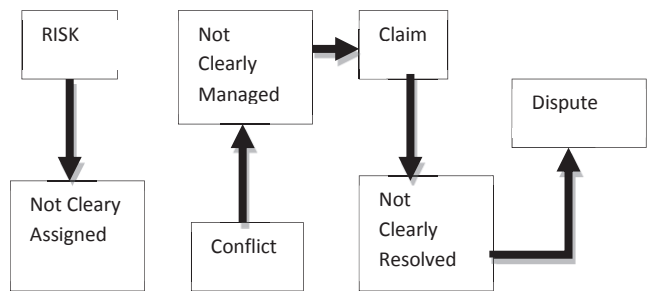 RISK
Not Cleary
Assigned
Conflict
Not
Clearly
Managed
Claim
Not
Clearly
Resolved
Dispute